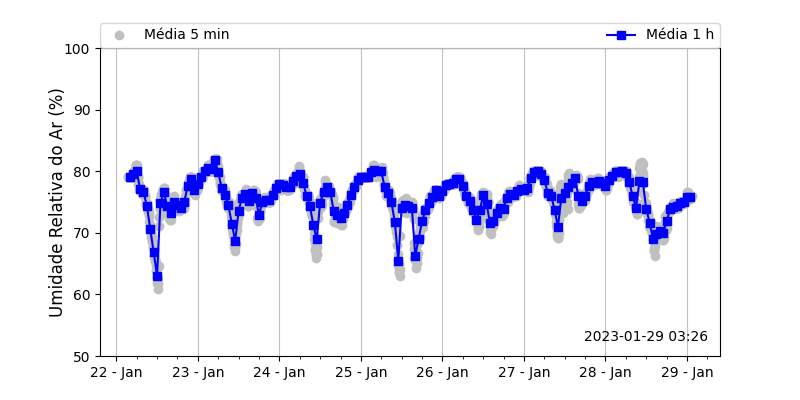 Média 5 min
Média 1 h
Umidade Relativa do Ar (%)
100
90
80
70
60
50
2023-01-29 03:26
22 - Jan
23 - Jan
24 - Jan
25 - Jan
26 - Jan
27 - Jan
28 - Jan
29 - Jan